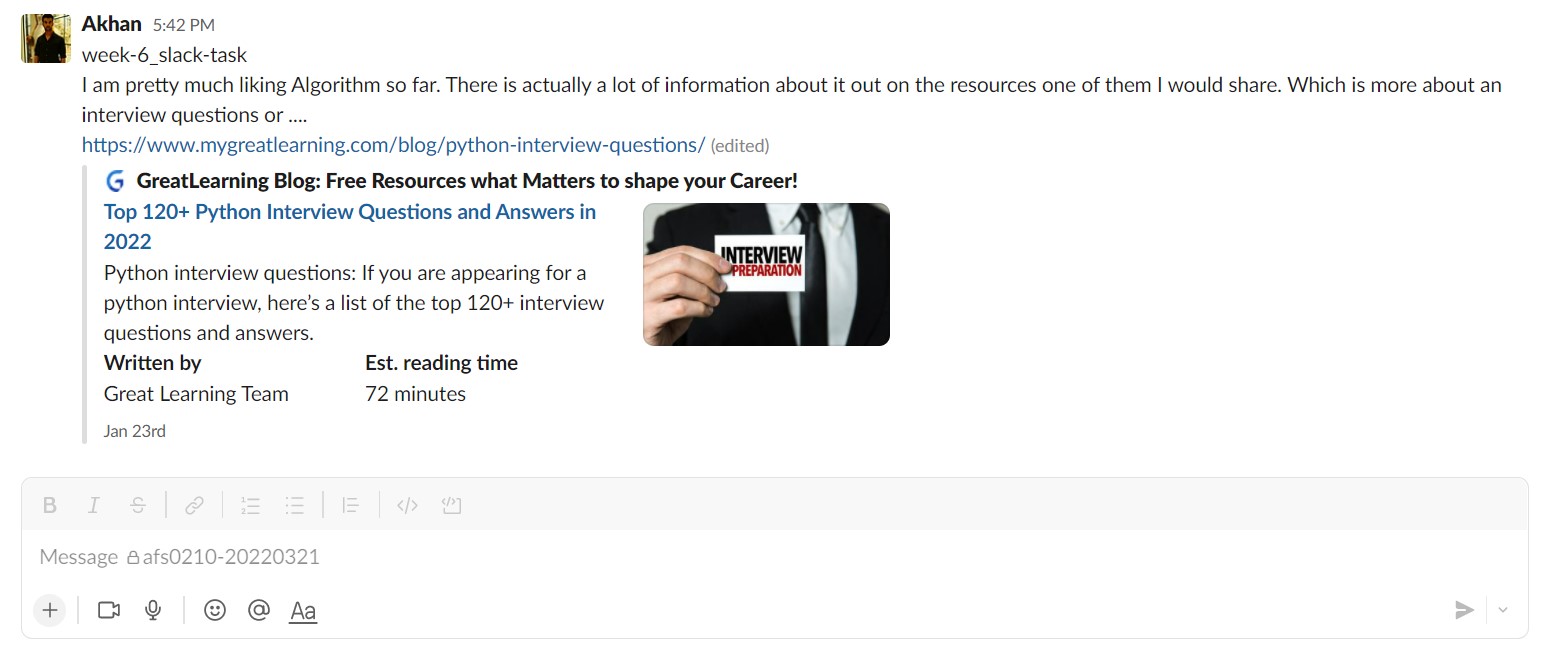 Akhan 5:42 PM
week-6_slack-task
I am pretty much liking Algorithm so far. There is actually a lot of information about it out on the resources one of them I would share. Which is more about an
interview questions or ....
https://www.mygreatlearning.com/blog/python-interview-questions/ (edited)
GreatLearning Blog: Free Resources what Matters to shape your Career!
Top 120+ Python Interview Questions and Answers in
2022
Python interview questions: If you are appearing for a
python interview, here's a list of the top 120+ interview
questions and answers.
INTERVIEW
PREPARATION
Written by Est. reading time
Great Learning Team 72 minutes
Jan 23rd
B I S
Message afs0210-20220321
Aa